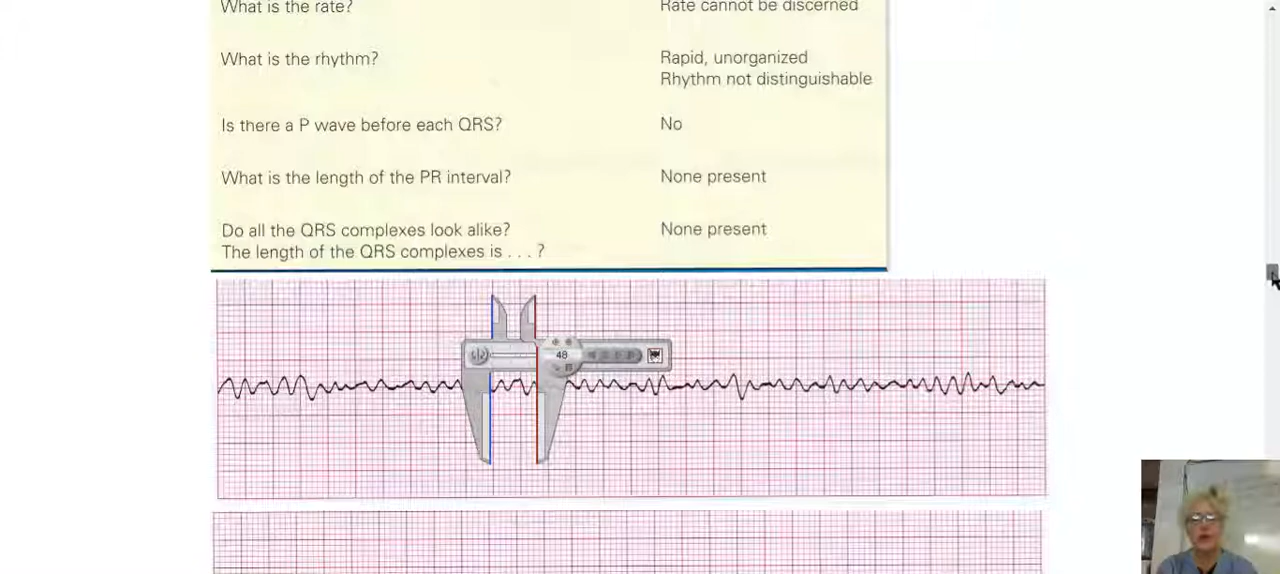 What is the rate?
Rate cannot be discerned
What is the rhythm?
Rapid, unorganized
Rhythm not distinguishable
Is there a P wave before each QRS?
No
What is the length of the PR interval?
None present
Do all the QRS complexes look alike?
None present
The length of the QRS complexes is . . . ?
48